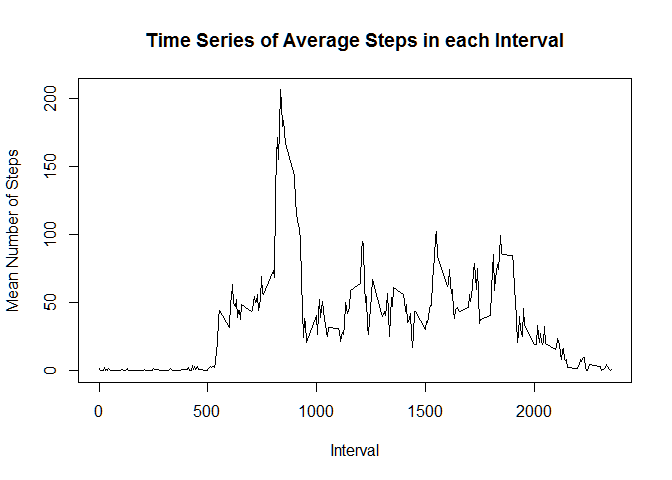 Time Series of Average Steps in each Interval
Mean Number of Steps
200
150
100
50
0
0 500 1000 1500 2000
Interval